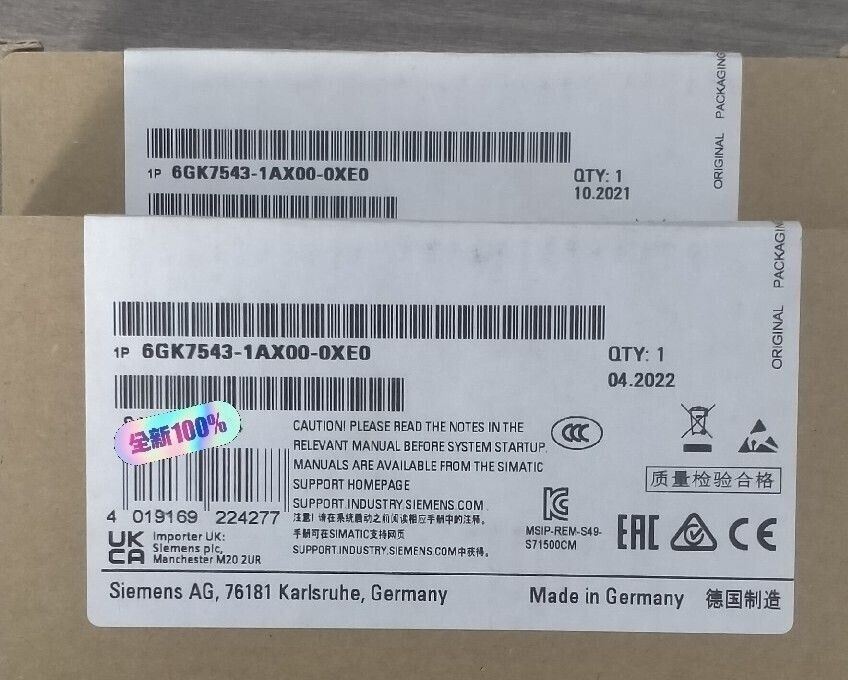 1P 6GK7543-1AX00-0XE0
QTY: 1
10.2021
ORIGINAL PACKAGING
1P 6GK7543-1AX00-0XE0
QTY: 1
04.2022
ORIGINAL
全新100%
CAUTION! PLEASE READ THE NOTES IN THE
RELEVANT MANUAL BEFORE SYSTEM STARTUP.
MANUALS ARE AVAILABLE FROM THE SIMATIC
SUPPORT HOMEPAGE
SUPPORT.INDUSTRY.SIEMENS.COM
注意! 请在系统启动之前阅读相应手册中的注释。
手册可在SIMATIC支持网页
SUPPORT.INDUSTRY.SIEMENS.COM中获得。
CCC
质量检验合格
MSIP-REM-S49-
S71500CM
EAC
CE
4 019169 224277
UK
CA
Importer UK:
Siemens plc,
Manchester M20 2UR
Siemens AG, 76181 Karlsruhe, Germany
Made in Germany 德国制造